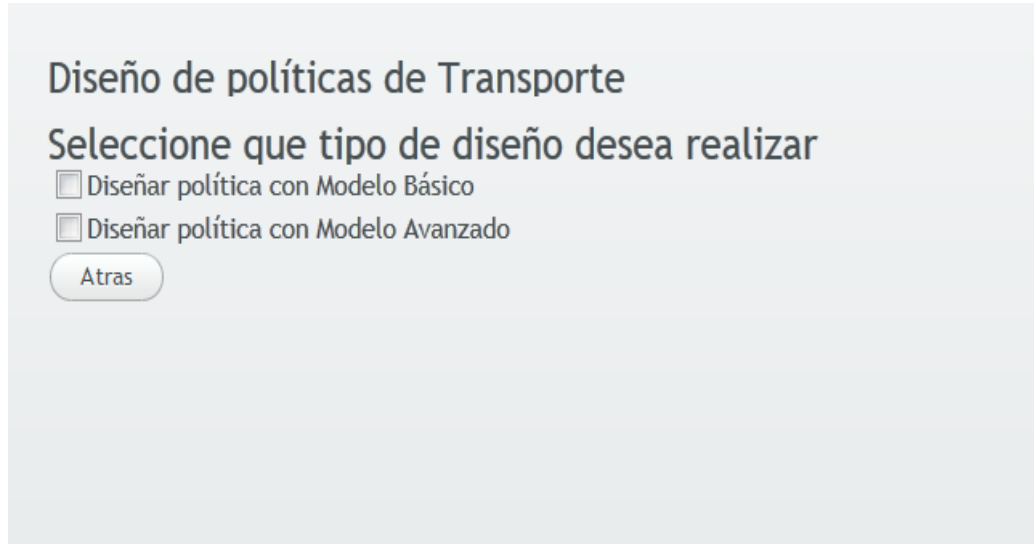 Diseño de políticas de Transporte
Seleccione que tipo de diseño desea realizar
Diseñar política con Modelo Básico
Diseñar política con Modelo Avanzado
Atras